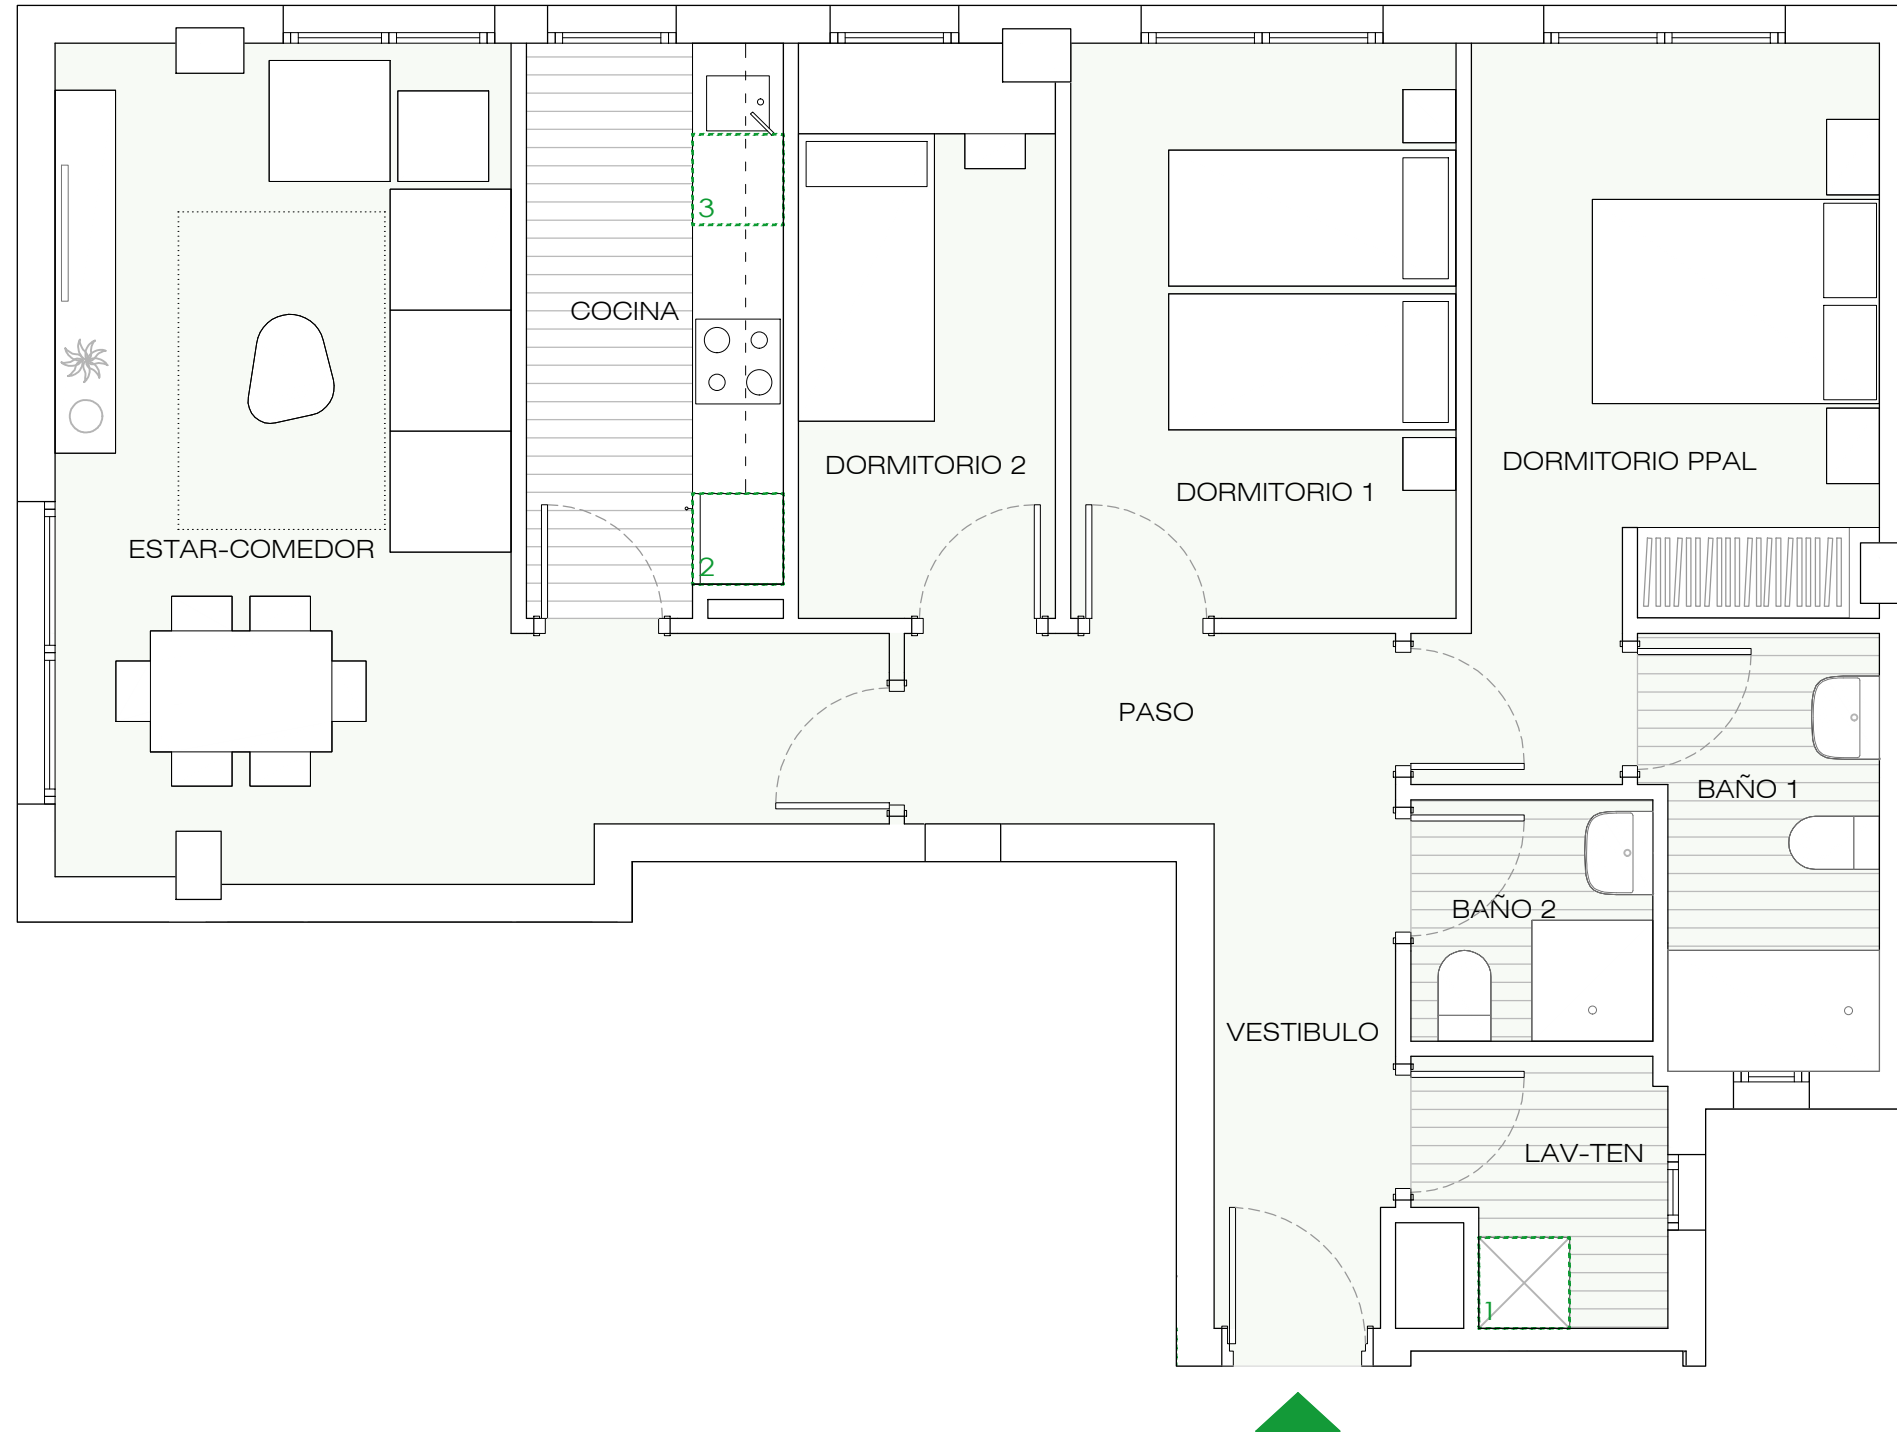 3
COCINA
DORMITORIO 2
DORMITORIO 1
DORMITORIO PPAL
ESTAR-COMEDOR
2
PASO
BAÑO 1
BAÑO 2
VESTIBULO
LAV-TEN
1